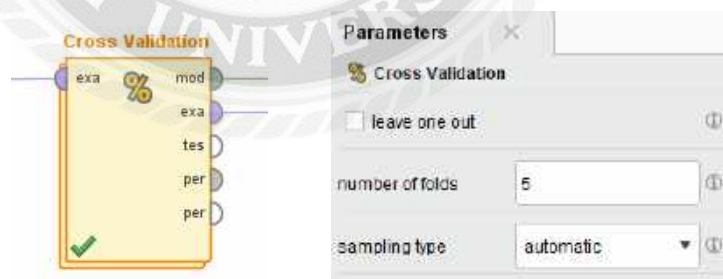 UNIVE
Cross Validation
exa
mod
exa
tes
per
per
Parameters
Cross Validation
leave one out
number of folds
5
sampling type
automatic